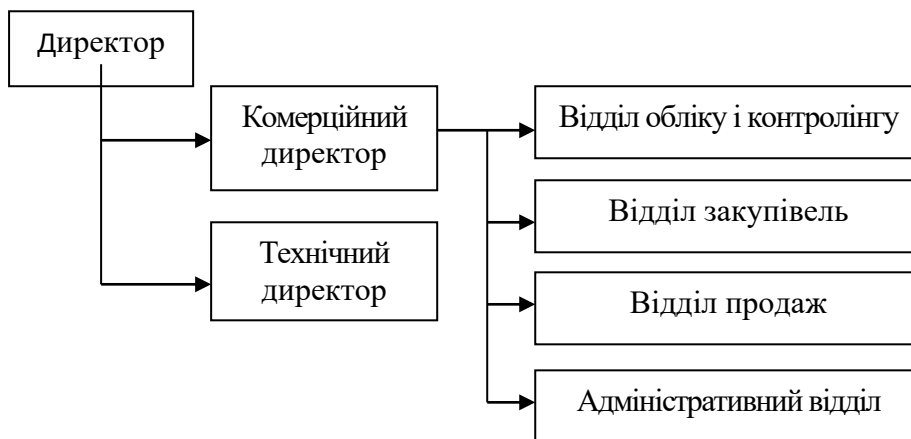 Директор
Комерційний
директор
Технічний
директор
Відділ обліку і контролінгу
Відділ закупівель
Відділ продаж
Адміністративний відділ